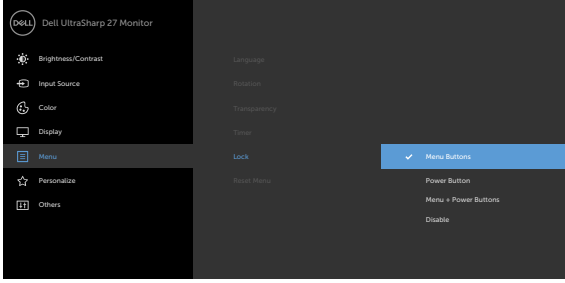 DELL Dell UltraSharp 27 Monitor
Brightness/Contrast
Input Source
Color
Display
Menu
Personalize
Others
Language
Rotation
Transparency
Timer
Lock
Reset Menu
Menu Buttons
Power Button
Menu + Power Buttons
Disable